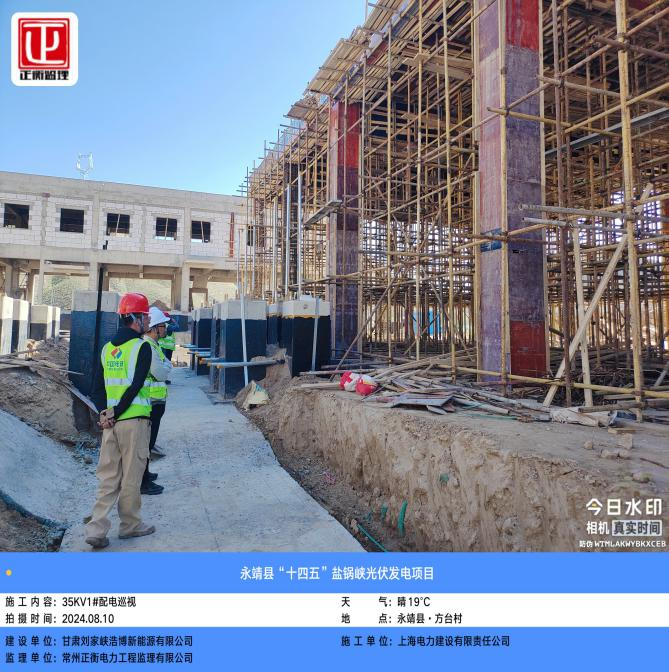 正衡监理
今日水印
相机 真实时间
防伪 WTMLAKWYBKXCEB
永靖县“十四五”盐锅峡光伏发电项目
施工内容：35KV1#配电巡视
天　　气：晴19℃
拍摄时间：2024.08.10
地　　点：永靖县·方台村
建设单位：甘肃刘家峡浩博新能源有限公司
施工单位：上海电力建设有限责任公司
监理单位：常州正衡电力工程监理有限公司